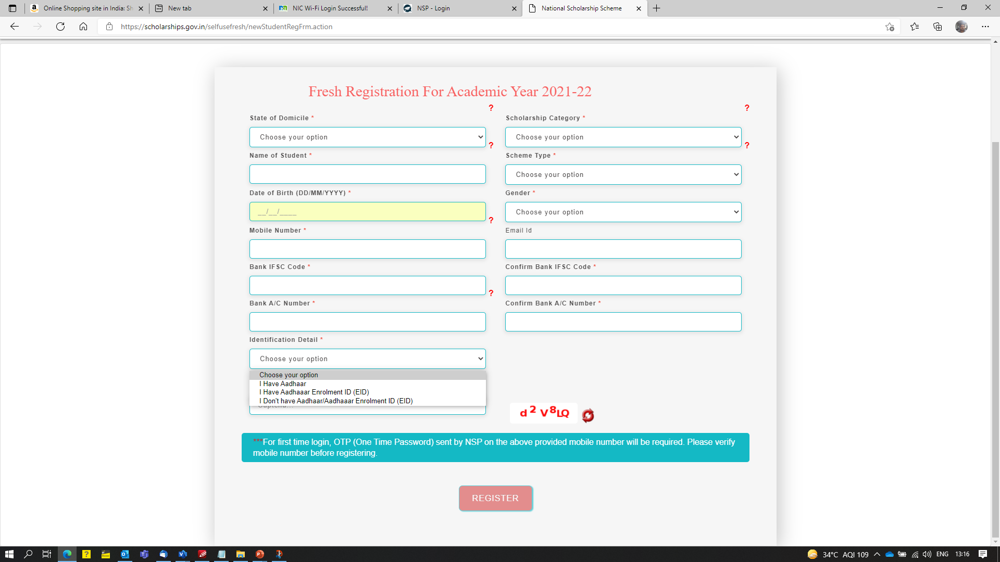 Online Shopping site in India: Sh
New tab
NIC Wi-Fi Login Successful!
NSP - Login
National Scholarship Scheme
https://scholarships.gov.in/selfusefresh/newStudentRegFrm.action
Fresh Registration For Academic Year 2021-22
? ?
State of Domicile * Scholarship Category *
Choose your option Choose your option
? ?
Name of Student * Scheme Type *
Choose your option
Date of Birth (DD/MM/YYYY) * Gender *
__/__/____ Choose your option
?
Mobile Number * Email Id
Bank IFSC Code * Confirm Bank IFSC Code *
?
Bank A/C Number * Confirm Bank A/C Number *
Identification Detail *
Choose your option
Choose your option
I Have Aadhaar
I Have Aadhaaar Enrolment ID (EID)
I Don't have Aadhaar/Aadhaaar Enrolment ID (EID)
d 2 V 8 LQ
***For first time login, OTP (One Time Password) sent by NSP on the above provided mobile number will be required. Please verify
mobile number before registering.
REGISTER
34°C AQI 109 ENG 13:16